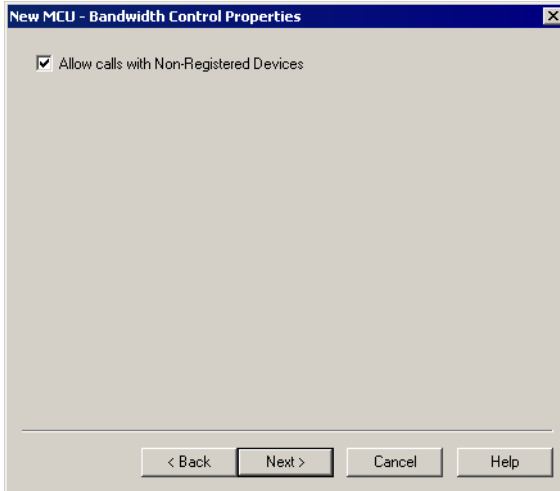 New MCU - Bandwidth Control Properties
Allow calls with Non-Registered Devices
< Back Next > Cancel Help